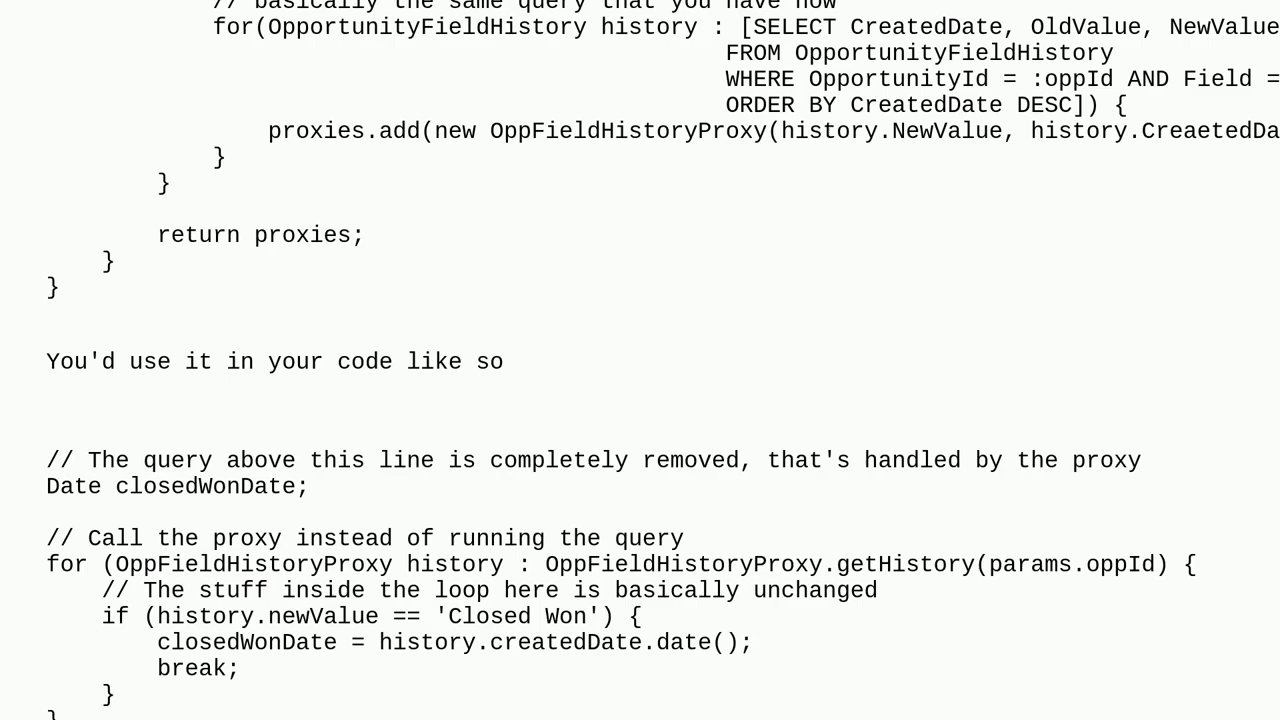 // basically the same query that you have now
for(OpportunityFieldHistory history : [SELECT CreatedDate, OldValue, NewValue
FROM OpportunityFieldHistory
WHERE OpportunityId = :oppId AND Field =
ORDER BY CreatedDate DESC]) {
proxies.add(new OppFieldHistoryProxy(history.NewValue, history.CreaetedDa
}
}
return proxies;
}
}
You'd use it in your code like so
// The query above this line is completely removed, that's handled by the proxy
Date closedWonDate;
// Call the proxy instead of running the query
for (OppFieldHistoryProxy history : OppFieldHistoryProxy.getHistory(params.oppId) {
// The stuff inside the loop here is basically unchanged
if (history.newValue == 'Closed Won') {
closedWonDate = history.createdDate.date();
break;
}
}